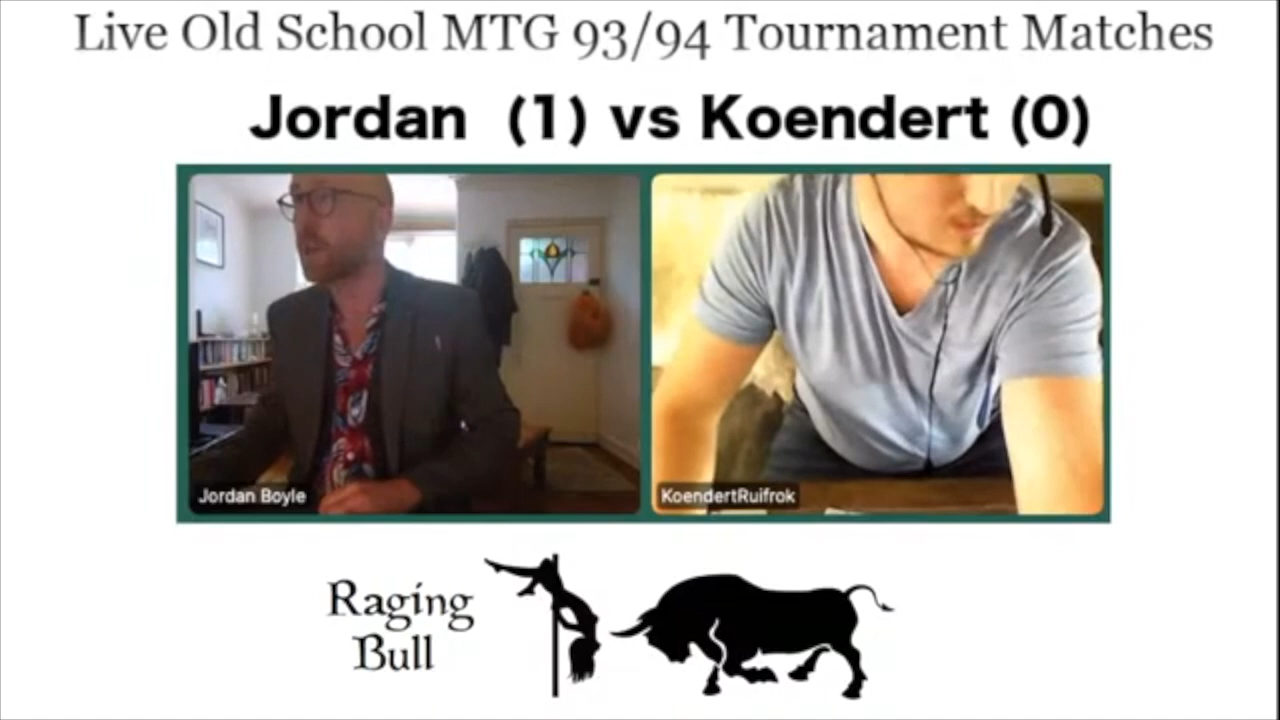 Live Old School MTG 93/94 Tournament Matches
Jordan (1) vs Koendert (0)
Jordan Boyle
KoendertRuifrok
Raging
Bull